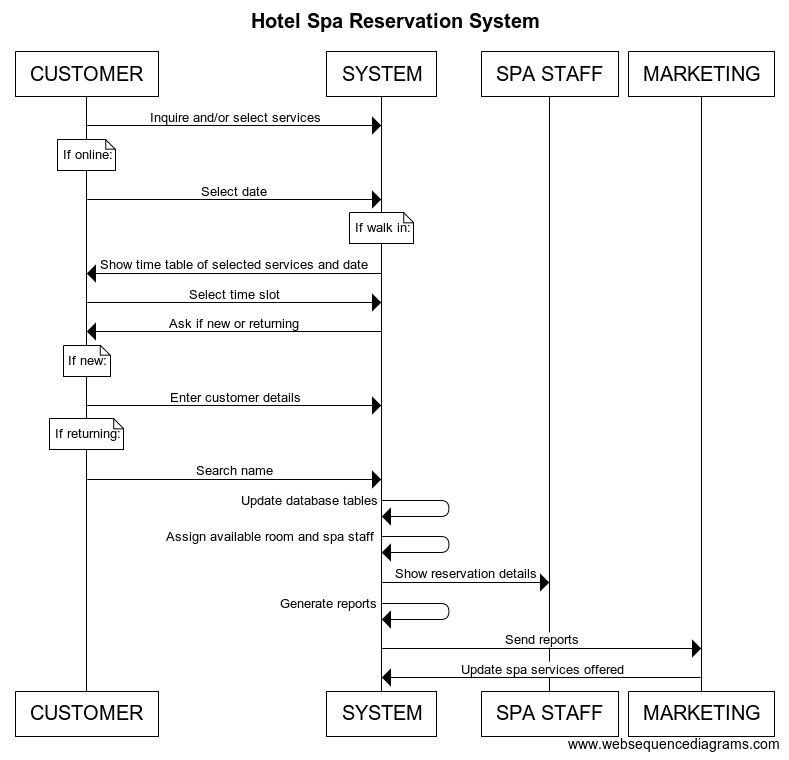 Hotel Spa Reservation System
CUSTOMER
SYSTEM
SPA STAFF
MARKETING
Inquire and/or select services
If online:
Select date
If walk in:
Show time table of selected services and date
Select time slot
Ask if new or returning
If new:
Enter customer details
If returning:
Search name
Update database tables
Assign available room and spa staff
Show reservation details
Generate reports
Send reports
Update spa services offered
CUSTOMER
SYSTEM
SPA STAFF
MARKETING
www.websequencediagrams.com